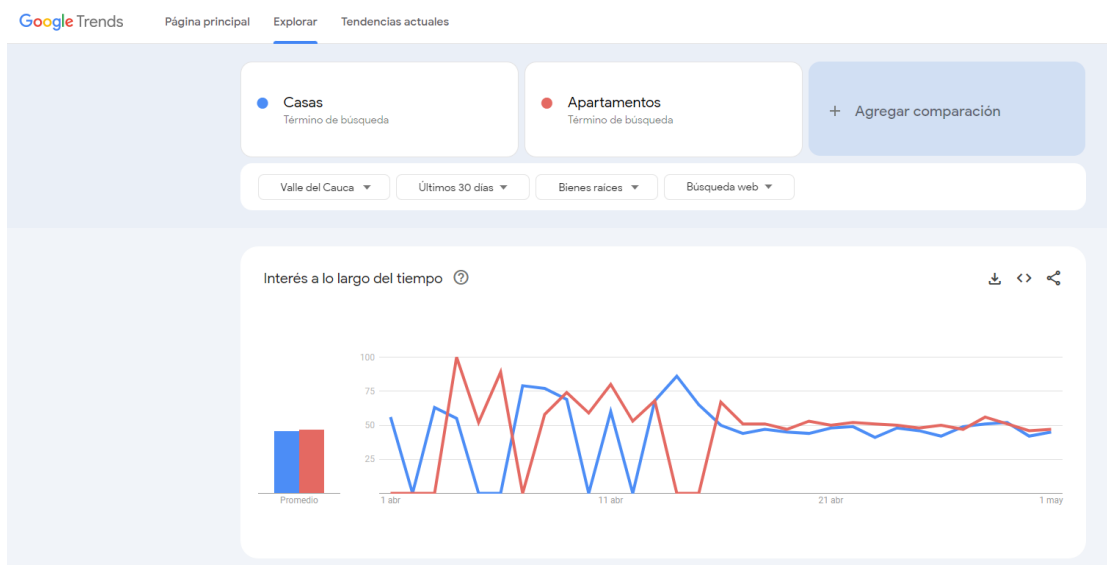 Google Trends Página principal Explorar Tendencias actuales
Casas
Término de búsqueda
Apartamentos
Término de búsqueda
+ Agregar comparación
Valle del Cauca Últimos 30 días Bienes raíces Búsqueda web
Interés a lo largo del tiempo
100
75
50
25
Promedio 1 abr 11 abr 21 abr 1 may